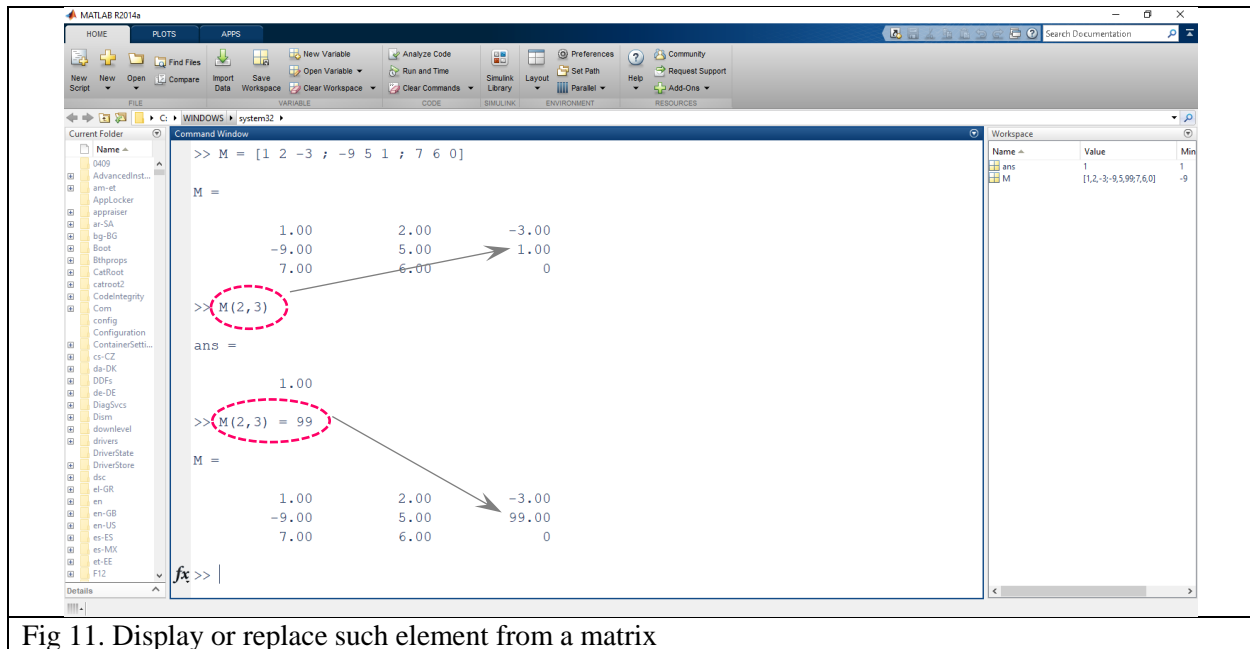 MATLAB R2014a
HOME PLOTS APPS
Search Documentation
New Script
New
Open
Find Files
Compare
Import Data
Save Workspace
New Variable
Open Variable
Clear Workspace
Analyze Code
Run and Time
Clear Commands
Simulink Library
Layout
Preferences
Set Path
Parallel
Help
Community
Request Support
Add-Ons
FILE VARIABLE CODE SIMULINK ENVIRONMENT RESOURCES
C: WINDOWS system32
Current Folder
Name
0409
AdvancedInst...
am-et
AppLocker
appraiser
ar-SA
bg-BG
Boot
Bthprops
CatRoot
catroot2
CodeIntegrity
Com
config
Configuration
ContainerSetti...
cs-CZ
da-DK
DDFs
de-DE
DiagSvcs
Dism
downlevel
drivers
DriverState
DriverStore
dsc
el-GR
en
en-GB
en-US
es-ES
es-MX
et-EE
F12
Details
Command Window
>> M = [1 2 -3 ; -9 5 1 ; 7 6 0]
M =
1.00 2.00 -3.00
-9.00 5.00 1.00
7.00 6.00 0
>> M(2,3)
ans =
1.00
>> M(2,3) = 99
M =
1.00 2.00 -3.00
-9.00 5.00 99.00
7.00 6.00 0
fx >>
Workspace
Name Value Min
ans 1 1
M [1,2,-3;-9,5,99;7,6,0] -9
Fig 11. Display or replace such element from a matrix